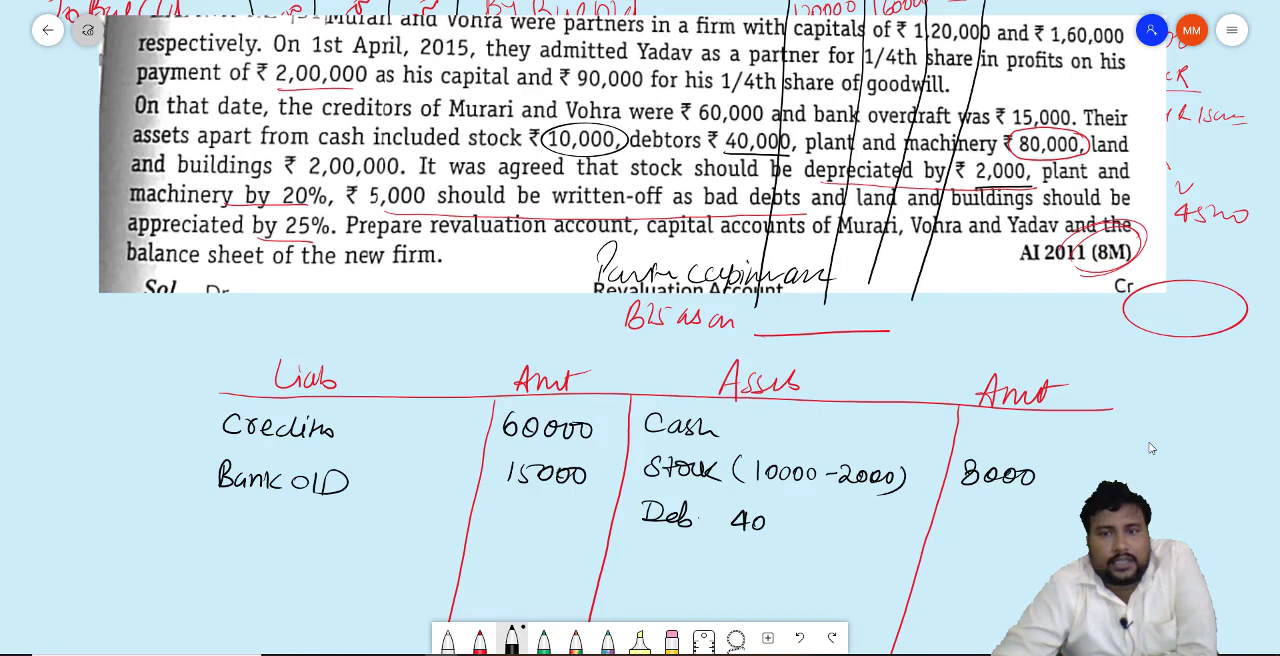 By
120000 160000
Murari and Vohra were partners in a firm with capitals of ₹ 1,20,000 and ₹ 1,60,000
respectively. On 1st April, 2015, they admitted Yadav as a partner for 1/4th share in profits on his
payment of ₹ 2,00,000 as his capital and ₹ 90,000 for his 1/4th share of goodwill.
On that date, the creditors of Murari and Vohra were ₹ 60,000 and bank overdraft was ₹ 15,000. Their
assets apart from cash included stock ₹ 10,000, debtors ₹ 40,000, plant and machinery ₹ 80,000, land
and buildings ₹ 2,00,000. It was agreed that stock should be depreciated by ₹ 2,000, plant and
machinery by 20%, ₹ 5,000 should be written-off as bad debts and land and buildings should be
appreciated by 25%. Prepare revaluation account, capital accounts of Murari, Vohra and Yadav and the
balance sheet of the new firm.
AI 2011 (8M)
Sol. Dr
Revaluation Account
Cr
as on
Liab Amt Assets Amt
60000 Cash
Bank O/D 15000 Stock (10000 - 2000) 8000
Deb. 40
MM